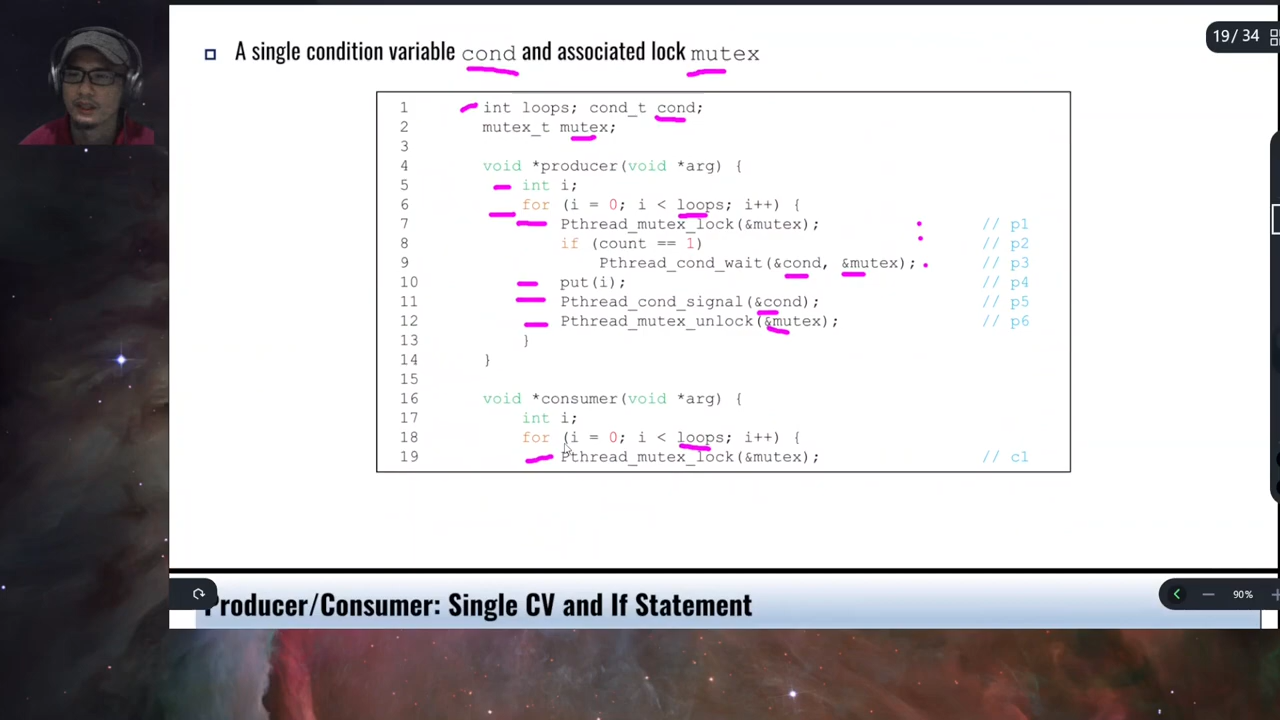 19 / 34
A single condition variable cond and associated lock mutex
1 int loops; cond_t cond;
2 mutex_t mutex;
3
4 void *producer(void *arg) {
5 int i;
6 for (i = 0; i < loops; i++) {
7 Pthread_mutex_lock(&mutex); // p1
8 if (count == 1) // p2
9 Pthread_cond_wait(&cond, &mutex); // p3
10 put(i); // p4
11 Pthread_cond_signal(&cond); // p5
12 Pthread_mutex_unlock(&mutex); // p6
13 }
14 }
15
16 void *consumer(void *arg) {
17 int i;
18 for (i = 0; i < loops; i++) {
19 Pthread_mutex_lock(&mutex); // c1
90%
Producer/Consumer: Single CV and If Statement